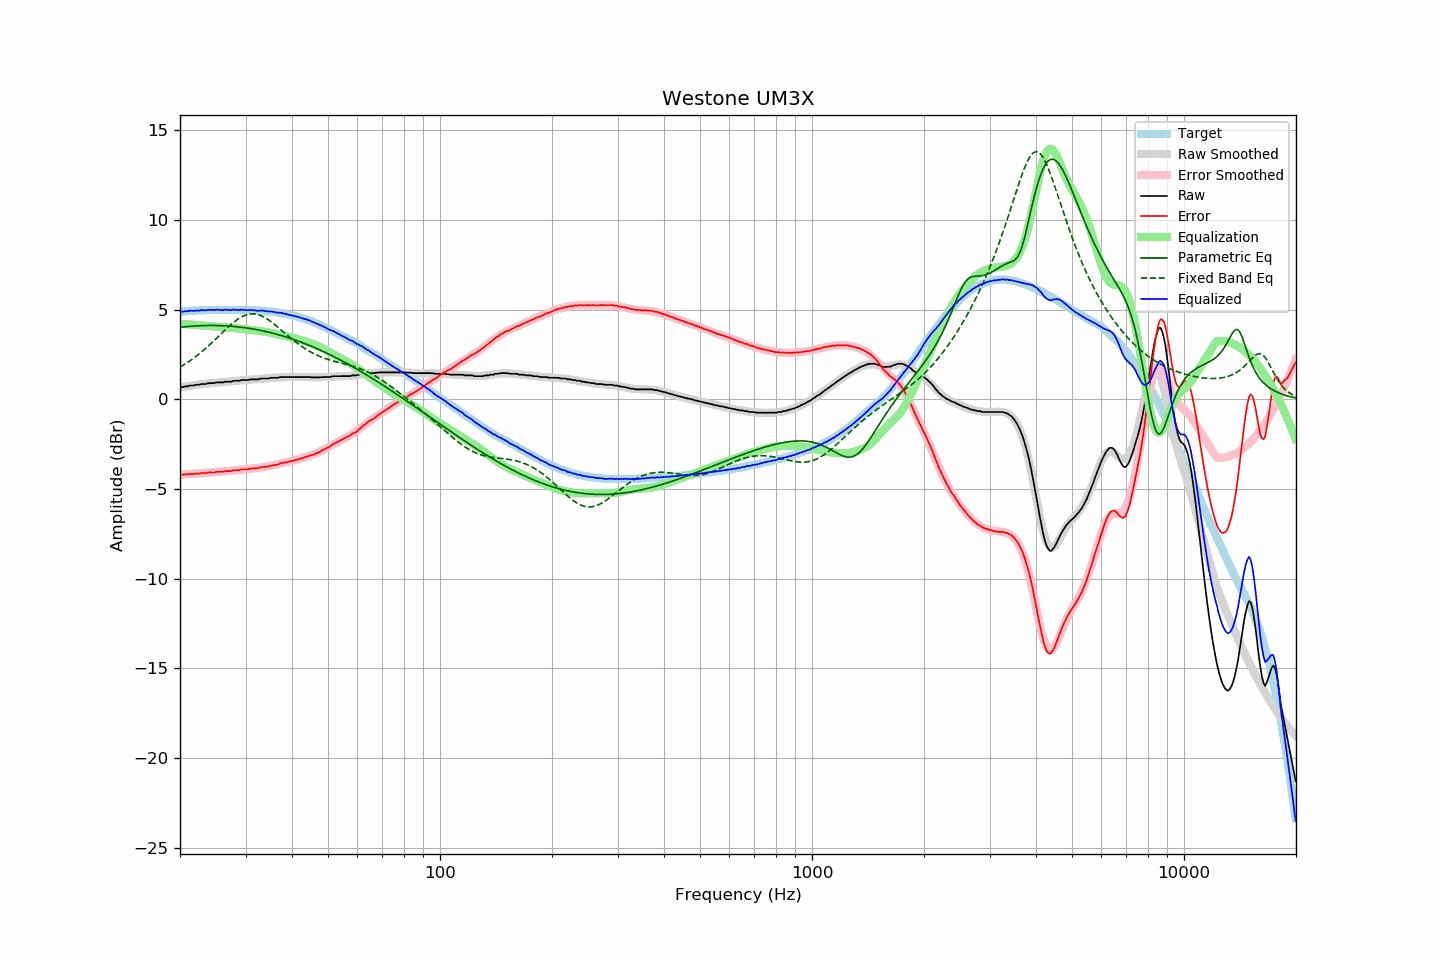 Westone UM3X
15
10
5
0
−5
−10
−15
−20
−25
Amplitude (dBr)
100
1000
10000
Frequency (Hz)
Target
Raw Smoothed
Error Smoothed
Raw
Error
Equalization
Parametric Eq
Fixed Band Eq
Equalized